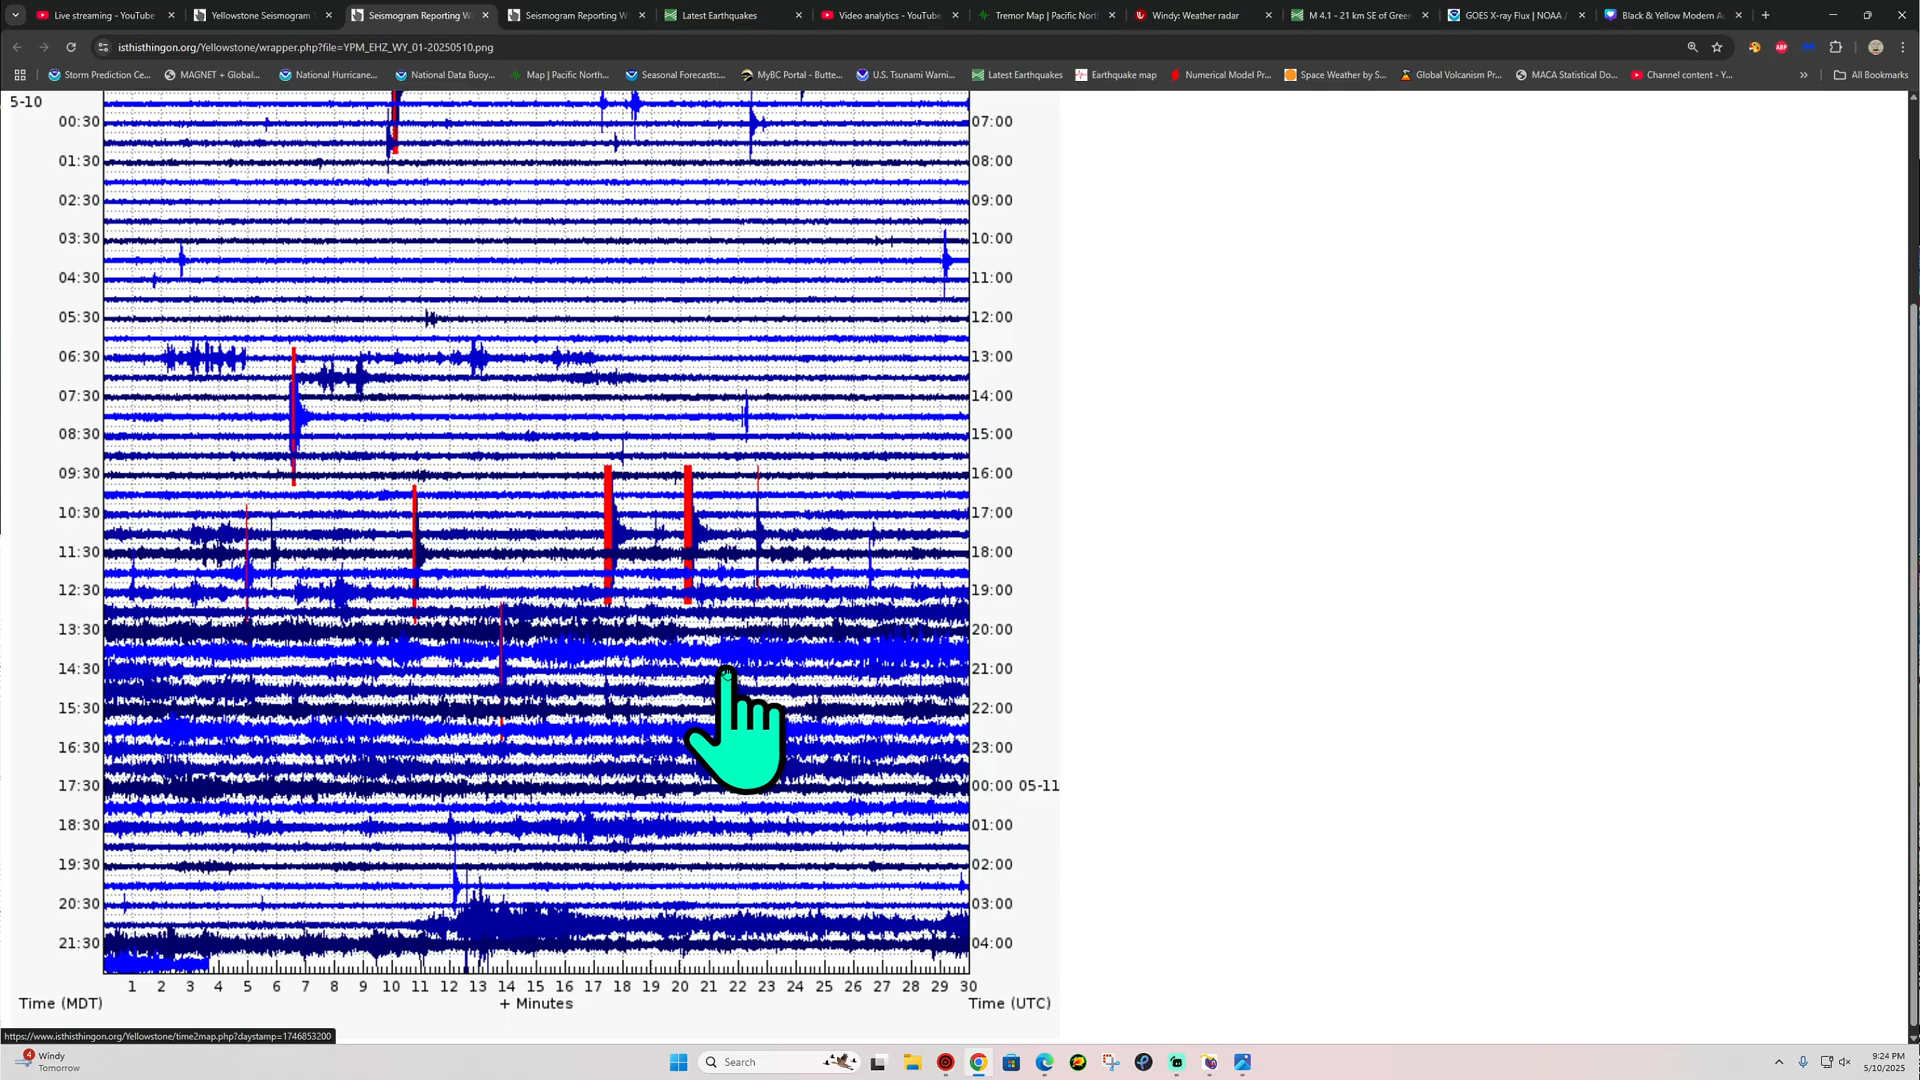 Live streaming - YouTube
Yellowstone Seismogram
Seismogram Reporting W
Seismogram Reporting W
Latest Earthquakes
Video analytics - YouTube
Tremor Map | Pacific North
Windy: Weather radar
M 4.1 - 21 km SE of Green
GOES X-ray Flux | NOAA /
Black & Yellow Modern Au
isthisthingon.org/Yellowstone/wrapper.php?file=YPM_EHZ_WY_01-20250510.png
Storm Prediction Ce...
MAGNET + Global...
National Hurricane...
National Data Buoy...
Map | Pacific North...
Seasonal Forecasts:...
MyBC Portal - Butte...
U.S. Tsunami Warni...
Latest Earthquakes
Earthquake map
Numerical Model Pr...
Space Weather by S...
Global Volcanism Pr...
MACA Statistical Do...
Channel content - Y...
All Bookmarks
5-10
00:30 07:00
01:30 08:00
02:30 09:00
03:30 10:00
04:30 11:00
05:30 12:00
06:30 13:00
07:30 14:00
08:30 15:00
09:30 16:00
10:30 17:00
11:30 18:00
12:30 19:00
13:30 20:00
14:30 21:00
15:30 22:00
16:30 23:00
17:30 00:00 05-11
18:30 01:00
19:30 02:00
20:30 03:00
21:30 04:00
1 2 3 4 5 6 7 8 9 10 11 12 13 14 15 16 17 18 19 20 21 22 23 24 25 26 27 28 29 30
Time (MDT) + Minutes Time (UTC)
https://www.isthisthingon.org/Yellowstone/time2map.php?daystamp=1746853200
4
Windy
Tomorrow
Search
9:24 PM
5/10/2025